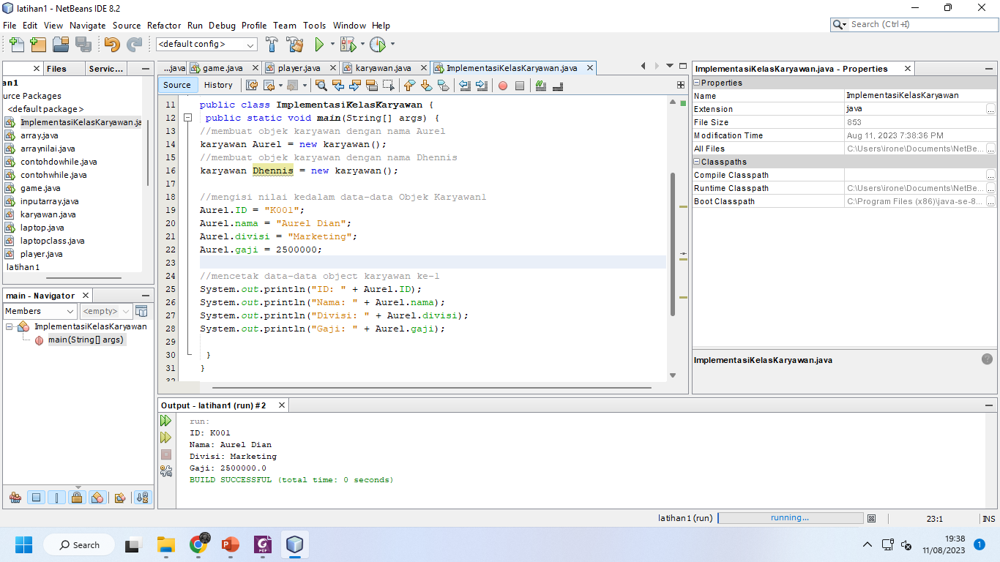 latihan1 - NetBeans IDE 8.2
File Edit View Navigate Source Refactor Run Debug Profile Team Tools Window Help
Search (Ctrl+I)
<default config>
Files
Servic...
...java
game.java
player.java
karyawan.java
ImplementasiKelasKaryawan.java
an1
urce Packages
<default package>
ImplementasiKelasKaryawan.ja
array.java
arraynilai.java
contohdowhile.java
contohwhile.java
game.java
inputarray.java
karyawan.java
laptop.java
laptopclass.java
player.java
latihan1
main - Navigator
Members
<empty>
ImplementasiKelasKaryawan
main(String[] args)
Source
History
11 public class ImplementasiKelasKaryawan {
12 public static void main(String[] args) {
13 //membuat objek karyawan dengan nama Aurel
14 karyawan Aurel = new karyawan();
15 //membuat objek karyawan dengan nama Dhennis
16 karyawan Dhennis = new karyawan();
17
18 //mengisi nilai kedalam data-data Objek Karyawan1
19 Aurel.ID = "K001";
20 Aurel.nama = "Aurel Dian";
21 Aurel.divisi = "Marketing";
22 Aurel.gaji = 2500000;
23
24 //mencetak data-data object karyawan ke-1
25 System.out.println("ID: " + Aurel.ID);
26 System.out.println("Nama: " + Aurel.nama);
27 System.out.println("Divisi: " + Aurel.divisi);
28 System.out.println("Gaji: " + Aurel.gaji);
29
30 }
31 }
32
Output - latihan1 (run) #2
run:
ID: K001
Nama: Aurel Dian
Divisi: Marketing
Gaji: 2500000.0
BUILD SUCCESSFUL (total time: 0 seconds)
ImplementasiKelasKaryawan.java - Properties
Properties
Name ImplementasiKelasKaryawan
Extension java
...
File Size 853
Modification Time Aug 11, 2023 7:38:36 PM
All Files C:\Users\irone\Documents\NetBe...
...
Classpaths
Compile Classpath
...
Runtime Classpath C:\Users\irone\Documents\NetBe...
...
Boot Classpath C:\Program Files (x86)\java-se-8...
...
ImplementasiKelasKaryawan.java
?
latihan1 (run)
running...
23:1
INS
Search
19:38
11/08/2023
1